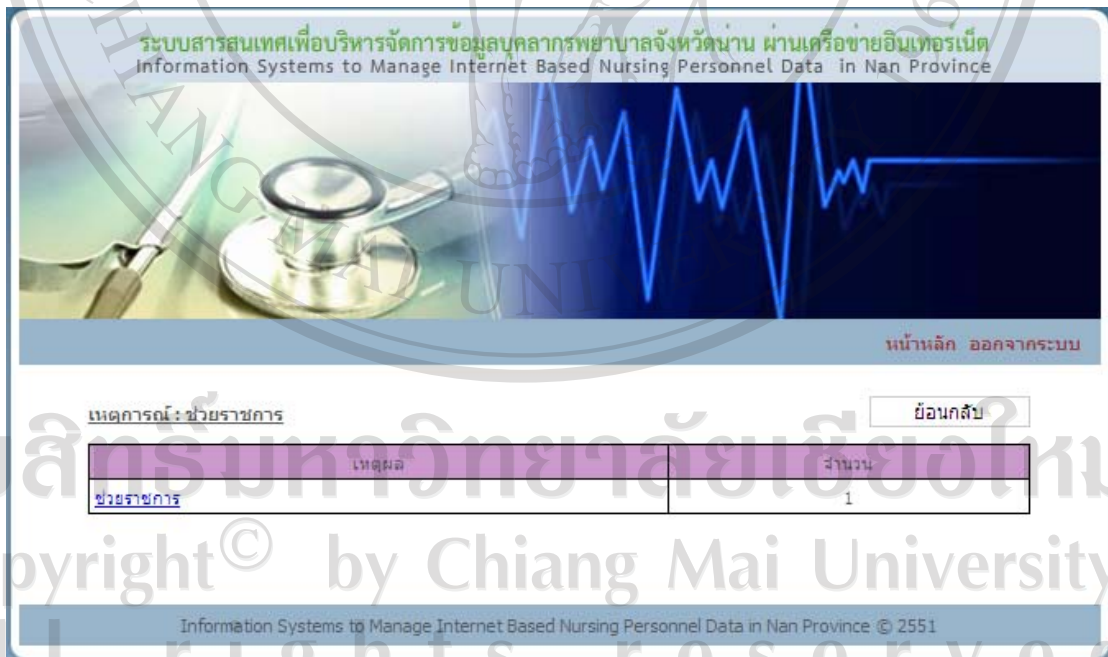 ระบบสารสนเทศเพื่อบริหารจัดการข้อมูลบุคลากรพยาบาลจังหวัดน่าน ผ่านเครือข่ายอินเทอร์เน็ต
Information Systems to Manage Internet Based Nursing Personnel Data in Nan Province
CHIANG MAI UNI
หน้าหลัก ออกจากระบบ
เหตุการณ์ : ช่วยราชการ
ย้อนกลับ
เหตุผล จำนวน
ช่วยราชการ 1
สิทธิ์มหาวิทยาลัยเชียงใหม่
pyright© by Chiang Mai University
Information Systems to Manage Internet Based Nursing Personnel Data in Nan Province © 2551
l rights reserved